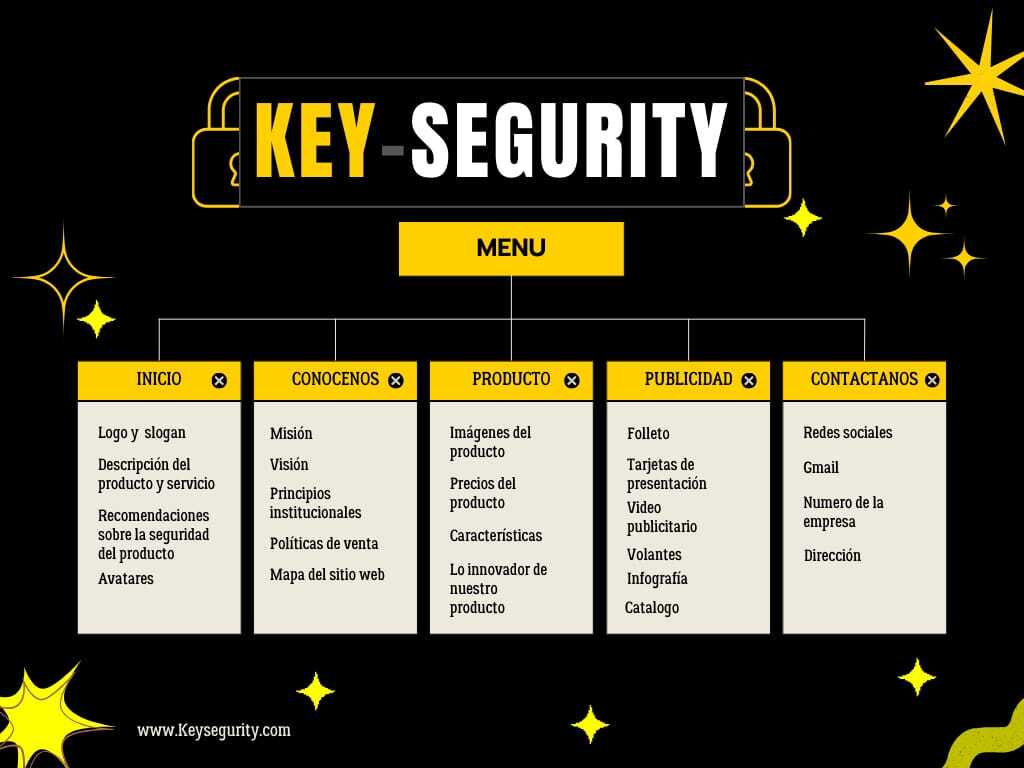 KEY-SEGURITY
MENU
INICIO
Logo y slogan
Descripción del
producto y servicio
Recomendaciones
sobre la seguridad
del producto
Avatares
CONOCENOS
Misión
Visión
Principios
institucionales
Políticas de venta
Mapa del sitio web
PRODUCTO
Imágenes del
producto
Precios del
producto
Características
Lo innovador de
nuestro
producto
PUBLICIDAD
Folleto
Tarjetas de
presentación
Video
publicitario
Volantes
Infografía
Catalogo
CONTACTANOS
Redes sociales
Gmail
Numero de la
empresa
Dirección
www.Keysegurity.com